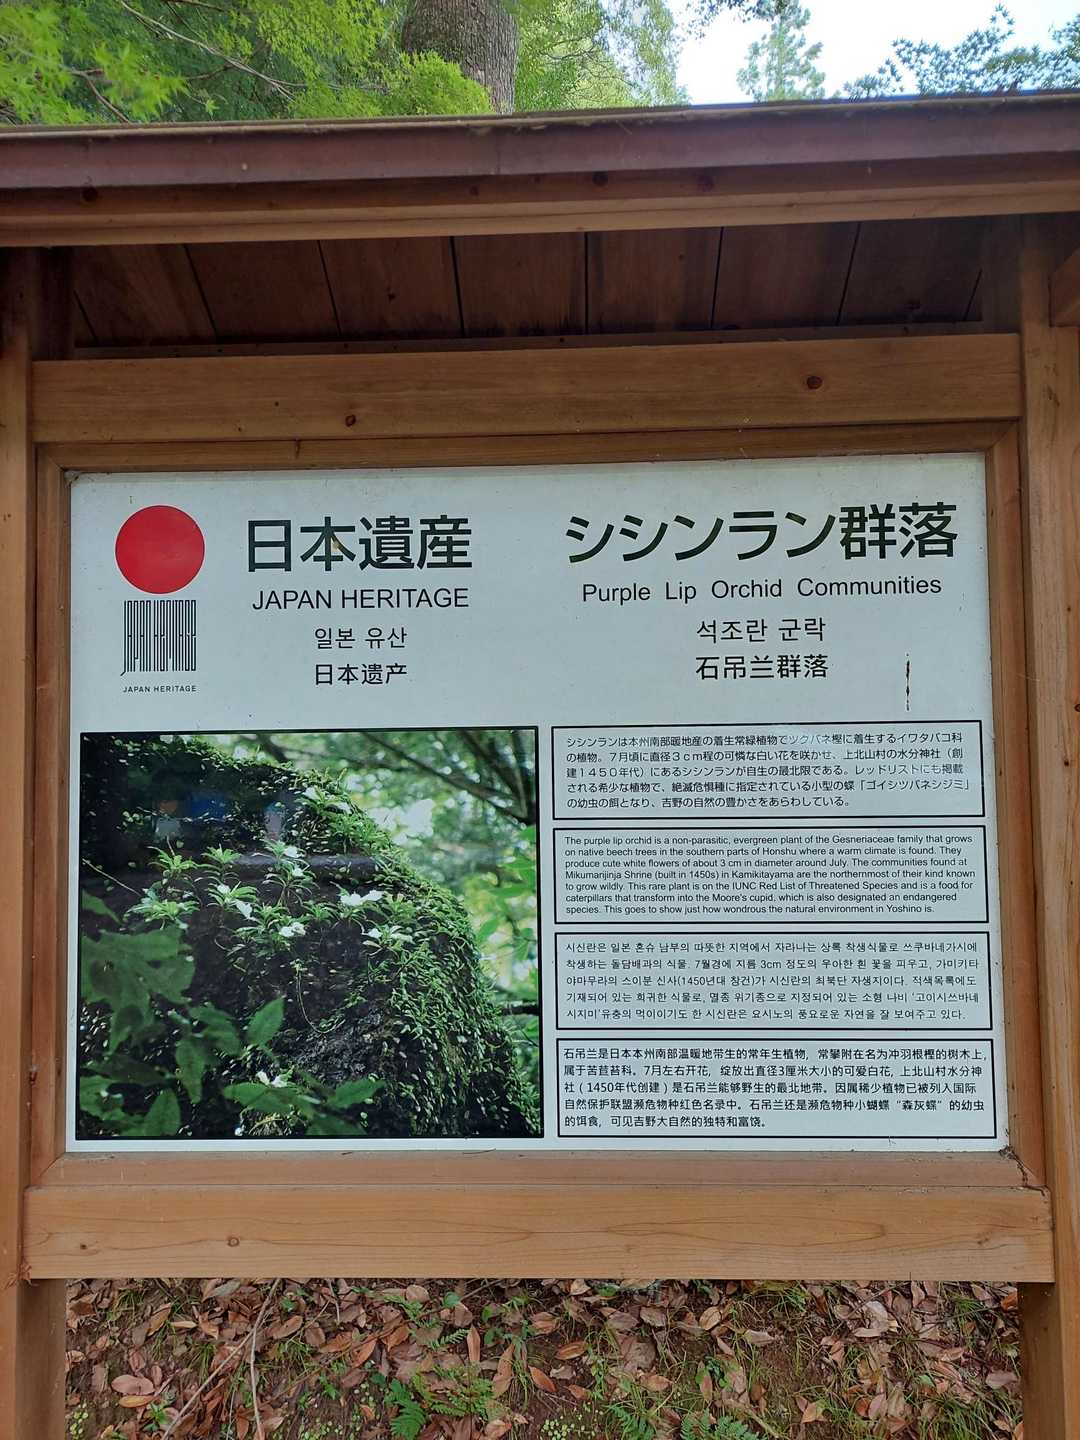 日本遺産
JAPAN HERITAGE
일본 유산
日本遗产
JAPAN HERITAGE
JAPAN HERITAGE
シシンラン群落
Purple Lip Orchid Communities
석조란 군락
石吊兰群落
シシンランは本州南部暖地産の着生常緑植物でツクバネ樫に着生するイワタバコ科
の植物。7月頃に直径3cm程の可憐な白い花を咲かせ、上北山村の水分神社（創
建1450年代）にあるシシンランが自生の最北限である。レッドリストにも掲載
される希少な植物で、絶滅危惧種に指定されている小型の蝶「ゴイシツバネシジミ」
の幼虫の餌となり、吉野の自然の豊かさをあらわしている。
The purple lip orchid is a non-parasitic, evergreen plant of the Gesneriaceae family that grows
on native beech trees in the southern parts of Honshu where a warm climate is found. They
produce cute white flowers of about 3 cm in diameter around July. The communities found at
Mikumarijinja Shrine (built in 1450s) in Kamikitayama are the northernmost of their kind known
to grow wildly. This rare plant is on the IUNC Red List of Threatened Species and is a food for
caterpillars that transform into the Moore's cupid, which is also designated an endangered
species. This goes to show just how wondrous the natural environment in Yoshino is.
시신란은 일본 혼슈 남부의 따뜻한 지역에서 자라나는 상록 착생식물로 쓰쿠바네가시에
착생하는 돌담배과의 식물. 7월경에 지름 3cm 정도의 우아한 흰 꽃을 피우고, 가미키타
야마무라의 스이분 신사(1450년대 창건)가 시신란의 최북단 자생지이다. 적색목록에도
기재되어 있는 희귀한 식물로, 멸종 위기종으로 지정되어 있는 소형 나비 '고이시쓰바네
시지미'유충의 먹이이기도 한 시신란은 요시노의 풍요로운 자연을 잘 보여주고 있다.
石吊兰是日本本州南部温暖地带生的常年生植物，常攀附在名为冲羽根樫的树木上，
属于苦苣苔科。7月左右开花，绽放出直径3厘米大小的可爱白花，上北山村水分神
社（1450年代创建）是石吊兰能够野生的最北地带。因属稀少植物已被列入国际
自然保护联盟濒危物种红色名录中。石吊兰还是濒危物种小蝴蝶“森灰蝶”的幼虫
的饵食，可见吉野大自然的独特和富饶。